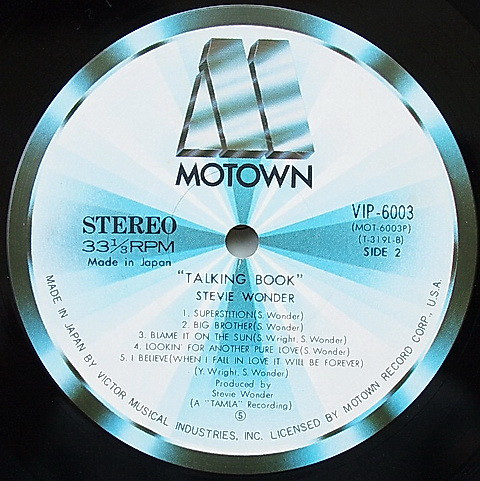 MOTOWN
STEREO
33⅓RPM
Made in Japan
VIP-6003
(MOT-6003P)
(T-319L-B)
SIDE 2
"TALKING BOOK"
STEVIE WONDER
1. SUPERSTITION(S. Wonder)
2. BIG BROTHER(S. Wonder)
3. BLAME IT ON THE SUN(S. Wright, S. Wonder)
4. LOOKIN' FOR ANOTHER PURE LOVE(S. Wonder)
5. I BELIEVE(WHEN I FALL IN LOVE IT WILL BE FOREVER)
(Y. Wright, S. Wonder)
Produced by
Stevie Wonder
(A "TAMLA" Recording)
Ⓢ
MADE IN JAPAN BY VICTOR MUSICAL INDUSTRIES, INC. LICENSED BY MOTOWN RECORD CORP., U.S.A.